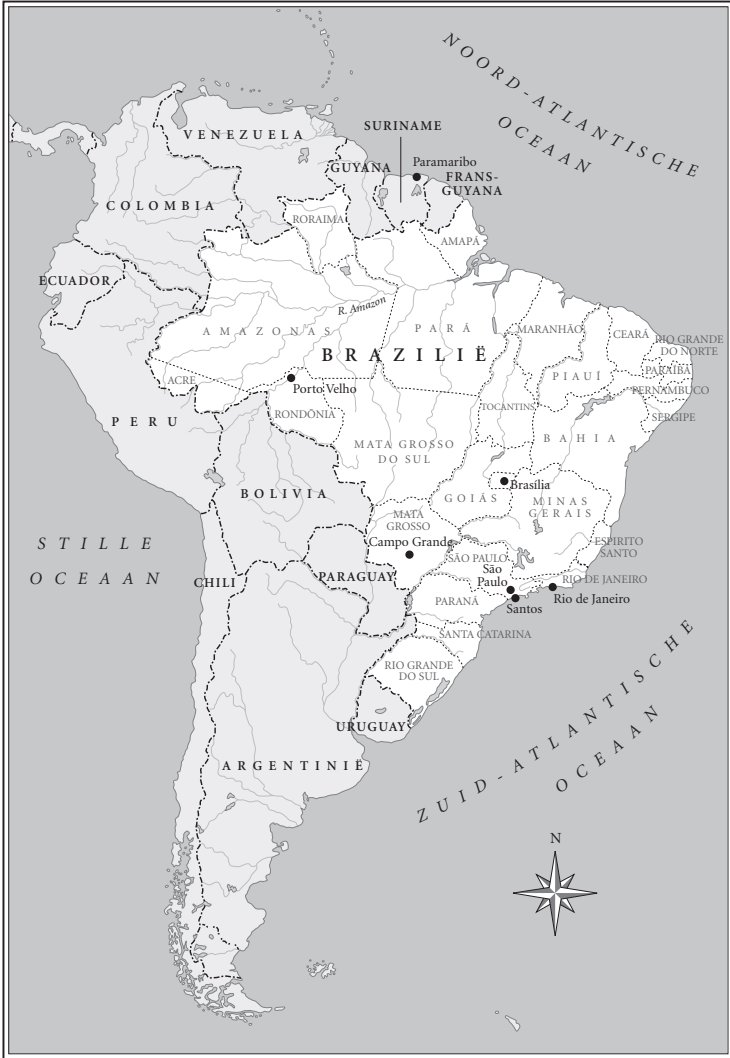 NOORD-ATLANTISCHE
OCEAAN
VENEZUELA
SURINAME
Paramaribo
GUYANA
FRANS-
GUYANA
COLOMBIA
RORAIMA
AMAPÁ
ECUADOR
R. Amazon
AMAZONAS
PARÁ
MARANHÃO
CEARÁ
RIO GRANDE
DO NORTE
BRAZILIË
PARAÍBA
PIAUÍ
ACRE
Porto Velho
PERNAMBUCO
TOCANTINS
RONDÔNIA
SERGIPE
PERU
BAHIA
MATA GROSSO
DO SUL
Brasília
BOLIVIA
GOIÁS
MINAS
GERAIS
MATA
GROSSO
Campo Grande
ESPIRITO
SANTO
STILLE
OCEAAN
SÃO PAULO
São
Paulo
CHILI
PARAGUAY
RIO DE JANEIRO
Rio de Janeiro
PARANÁ
Santos
SANTA CATARINA
RIO GRANDE
DO SUL
URUGUAY
ARGENTINIË
ZUID-ATLANTISCHE
OCEAAN
N